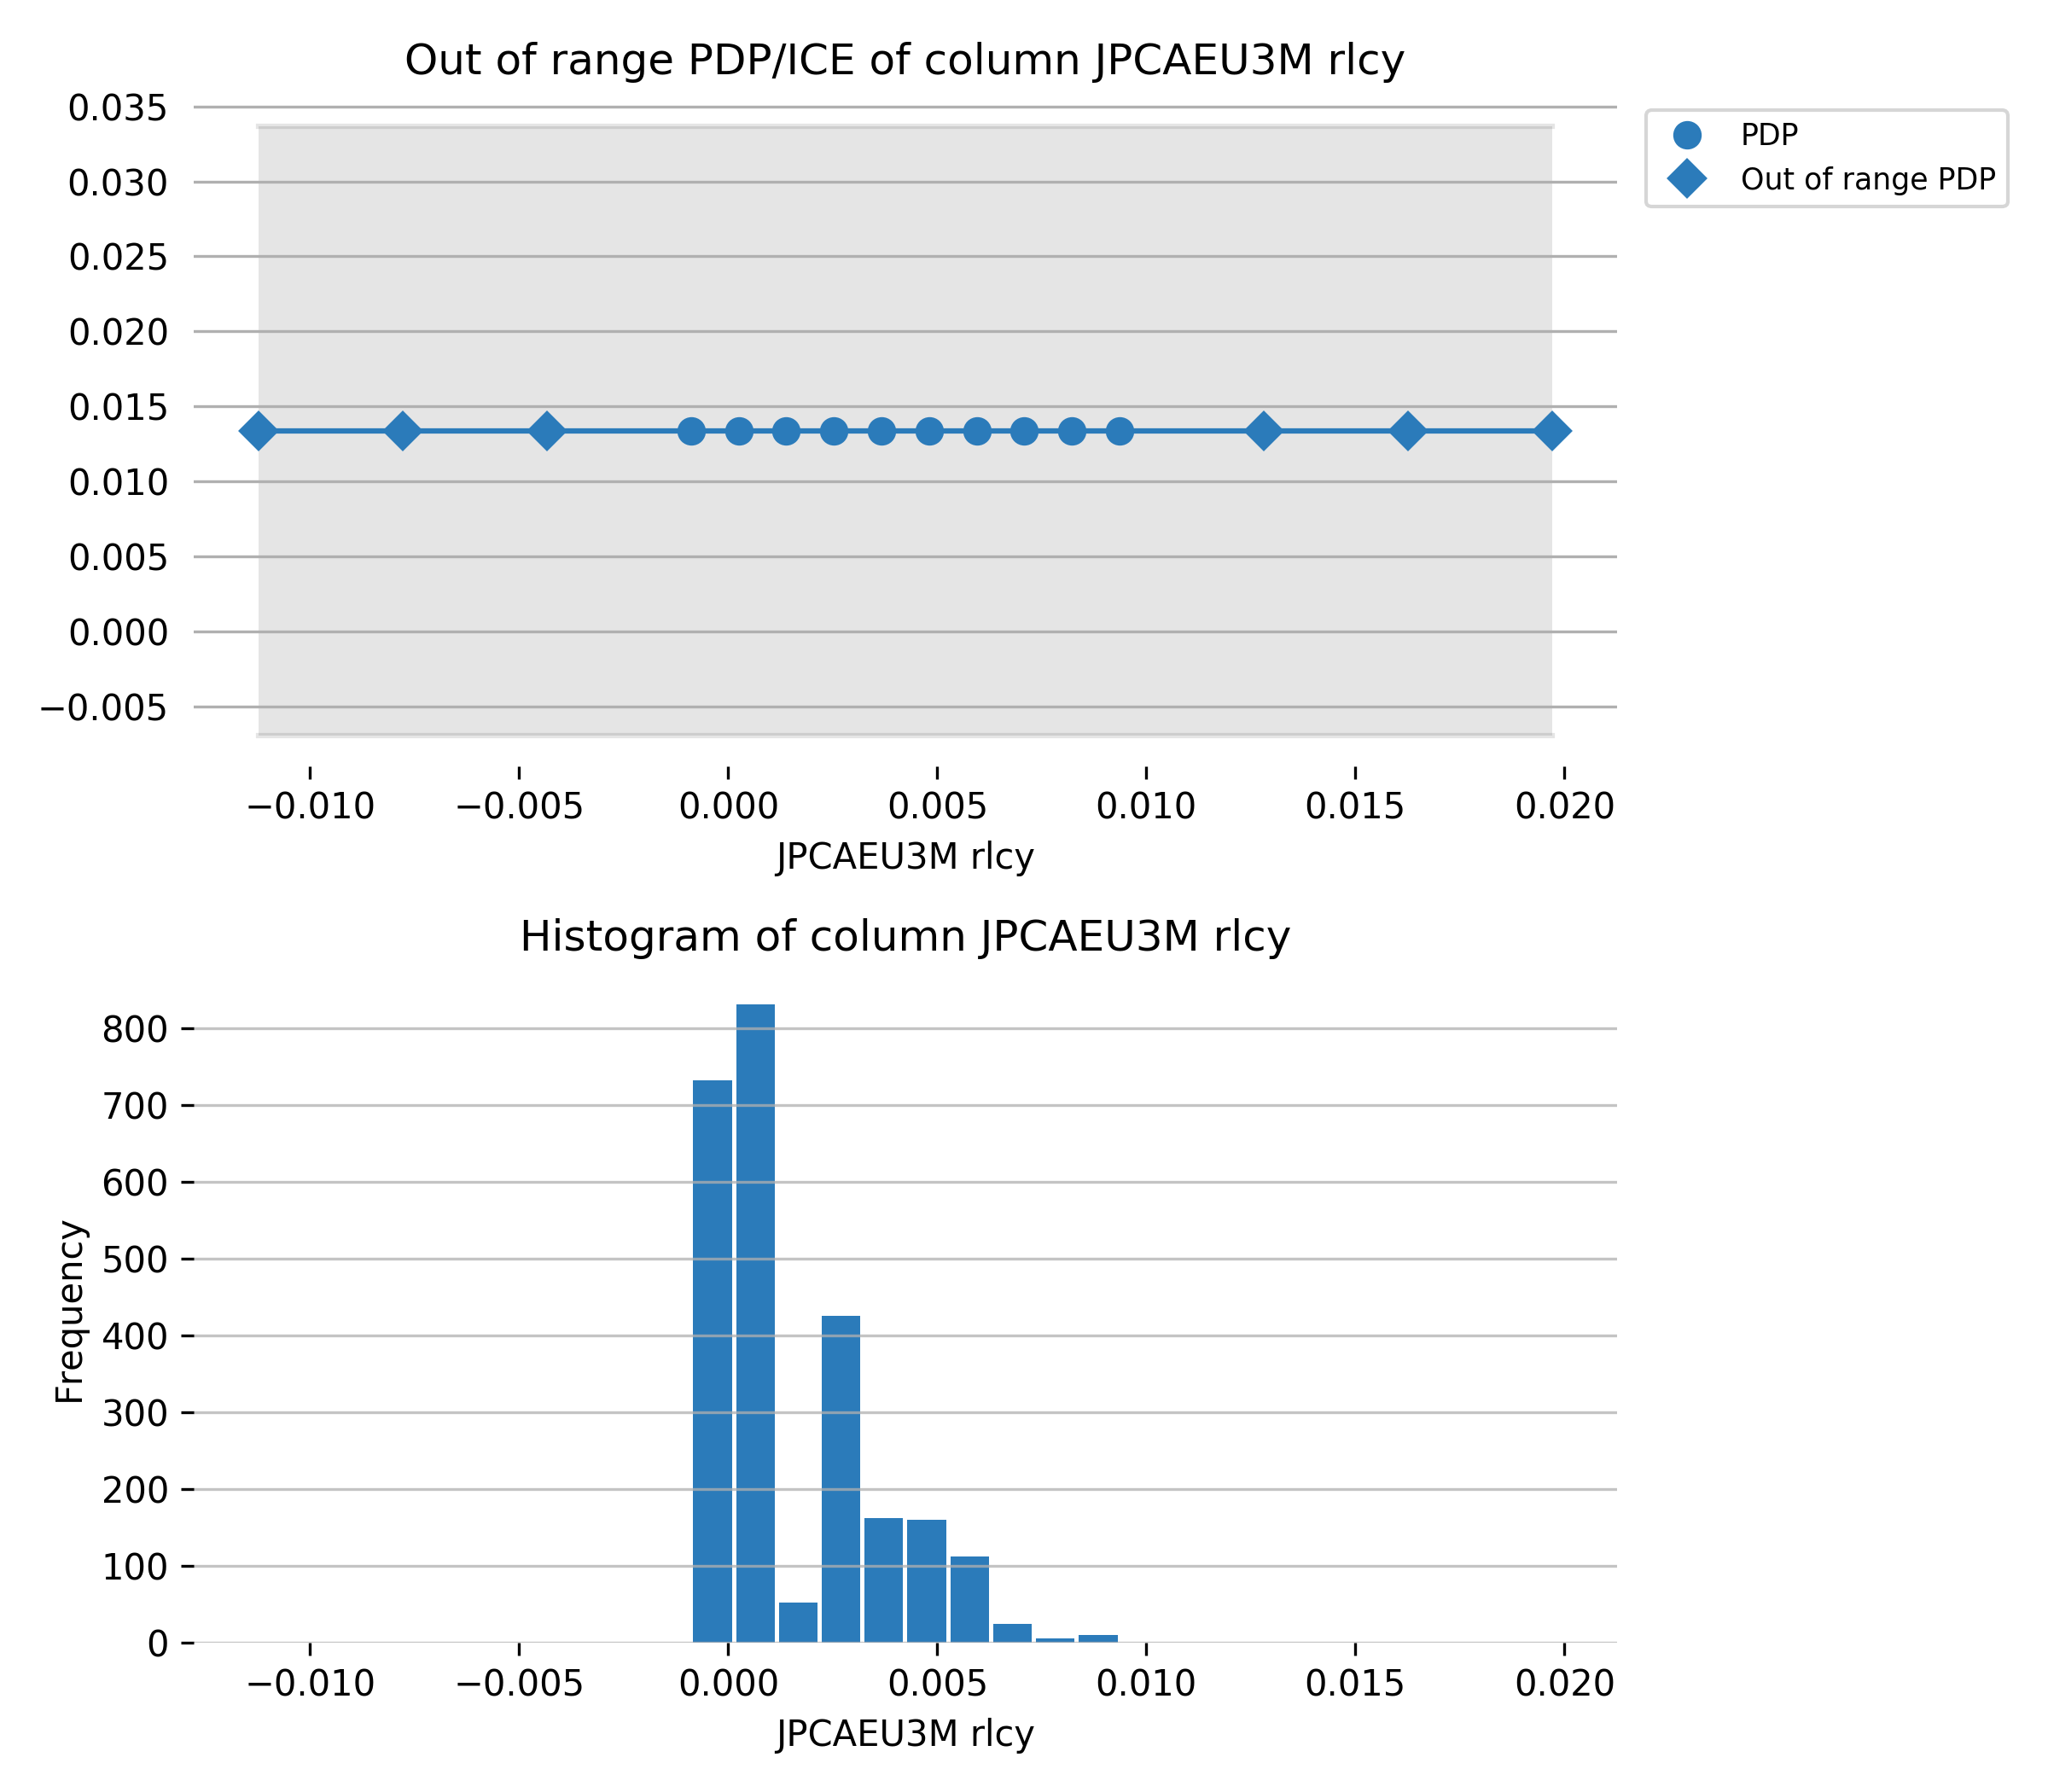 Out of range PDP/ICE of column JPCAEU3M rlcy
0.035
0.030
0.025
0.020
0.015
0.010
0.005
0.000
−0.005
PDP
Out of range PDP
−0.010 −0.005 0.000 0.005 0.010 0.015 0.020
JPCAEU3M rlcy
Histogram of column JPCAEU3M rlcy
800
700
600
500
400
300
200
100
0
Frequency
−0.010 −0.005 0.000 0.005 0.010 0.015 0.020
JPCAEU3M rlcy